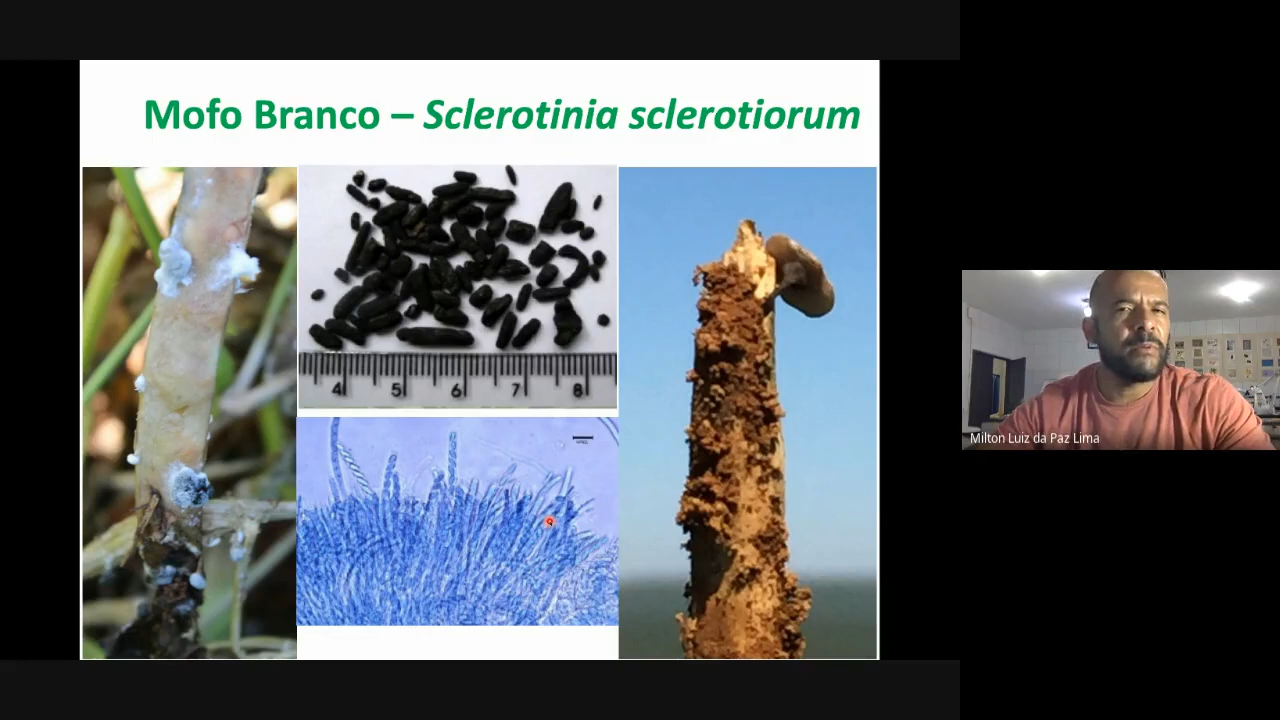 Mofo Branco – Sclerotinia sclerotiorum
4 5 6 7 8
Milton Luiz da Paz Lima